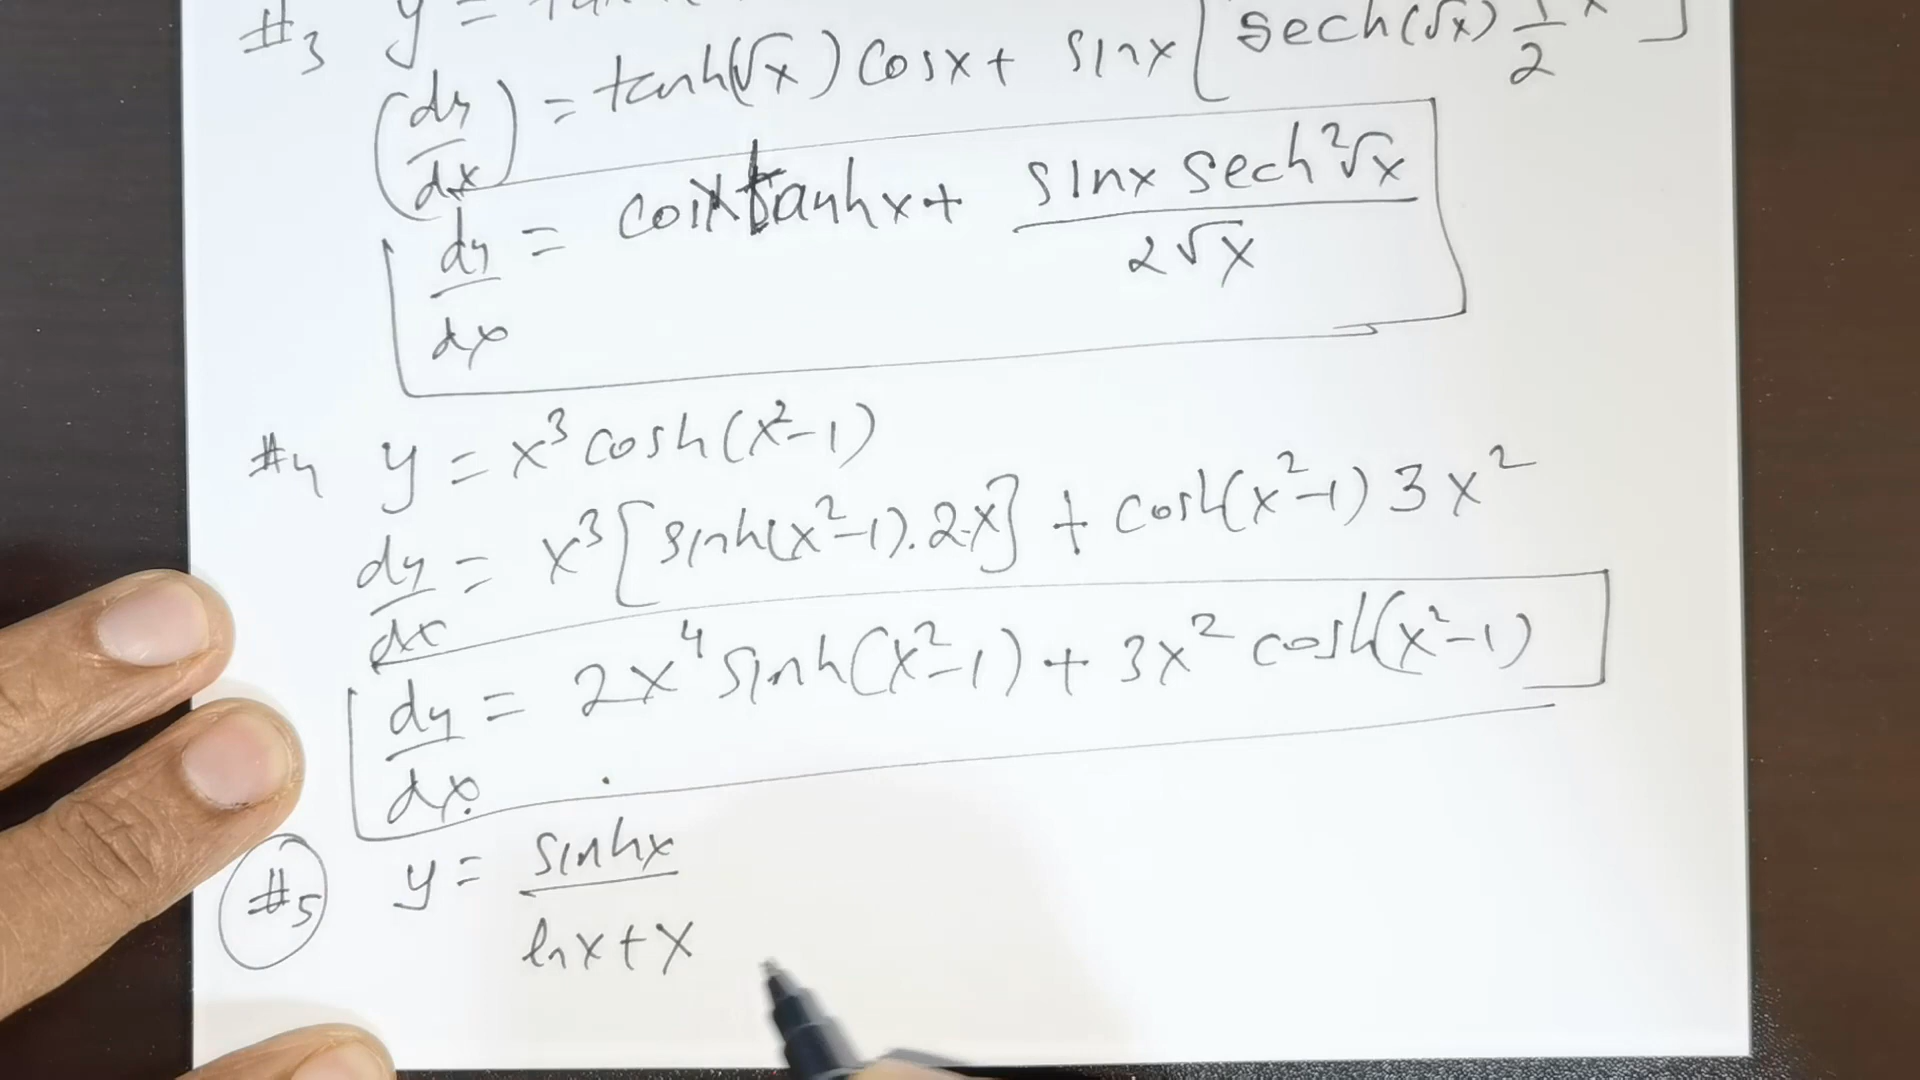 #3 y = tanh
(dy/dx) = tanh(√x) cosx + sinx [sech(√x) 1/2 x ]
dy/dx = cosx tanhx + sinx sech²√x / 2√x
#4 y = x³ cosh(x²-1)
dy/dx = x³[sinh(x²-1).2x] + cosh(x²-1) 3x²
dy/dx = 2x⁴ sinh(x²-1) + 3x² cosh(x²-1)
#5 y = sinhx / lnx + x